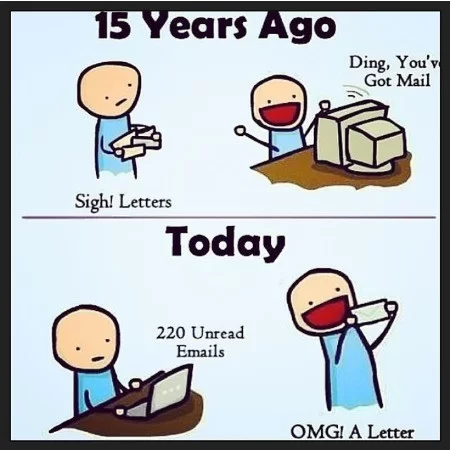 15 Years Ago
Ding, You'v
Got Mail
Sigh! Letters
Today
220 Unread
Emails
OMG! A Letter